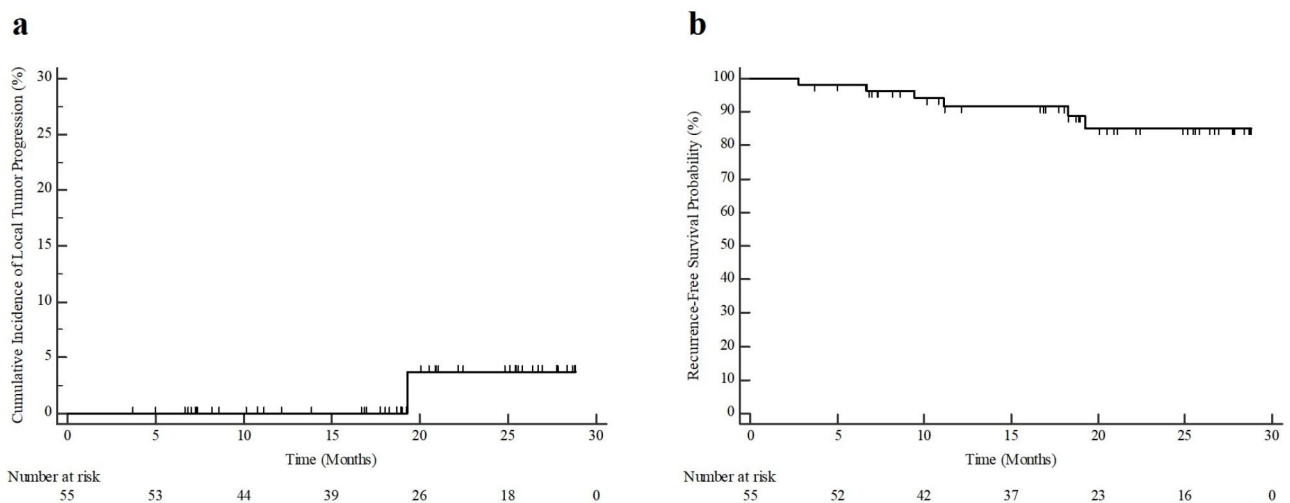 a
Cumulative Incidence of Local Tumor Progression (%)
30
25
20
15
10
5
0
0 5 10 15 20 25 30
Time (Months)
Number at risk
55 53 44 39 26 18 0
b
Recurrence-Free Survival Probability (%)
100
90
80
70
60
50
40
30
20
10
0
0 5 10 15 20 25 30
Time (Months)
Number at risk
55 52 42 37 23 16 0